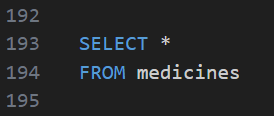 192
193 SELECT *
194 FROM medicines
195